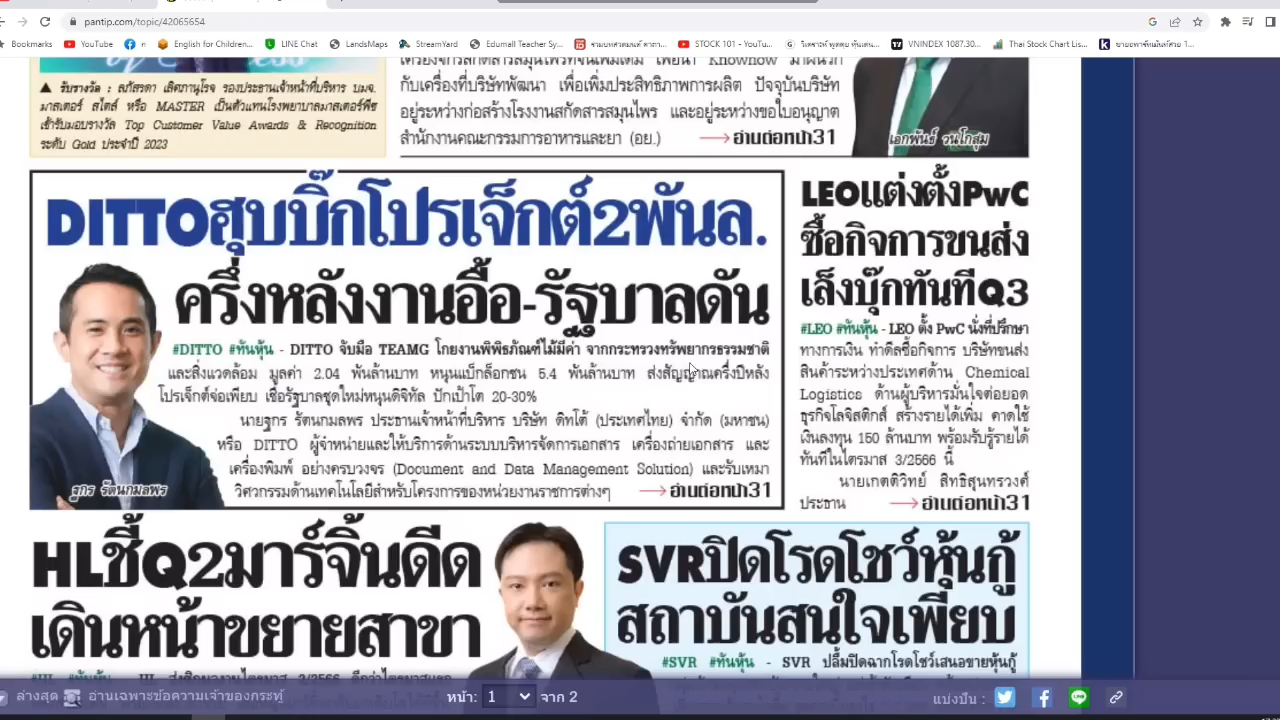 pantip.com/topic/42065654
Bookmarks
YouTube
English for Children...
LINE Chat
LandsMaps
StreamYard
Edumall Teacher Sy...
STOCK 101 - YouTu...
VNINDEX 1087.30...
Thai Stock Chart Lis...
▲ รับรางวัล : ลภัสรดา เลิศภานุโรจ รองประธานเจ้าหน้าที่บริหาร บมจ.
มาสเตอร์ สไตล์ หรือ MASTER เป็นตัวแทนโรงพยาบาลมาสเตอร์พีซ
เข้ารับมอบรางวัล Top Customer Value Awards & Recognition
ระดับ Gold ประจำปี 2023
กับเครื่องที่บริษัทพัฒนา เพื่อเพิ่มประสิทธิภาพการผลิต ปัจจุบันบริษัท
อยู่ระหว่างก่อสร้างโรงงานสกัดสารสมุนไพร และอยู่ระหว่างขอใบอนุญาต
สำนักงานคณะกรรมการอาหารและยา (อย.) อ่านต่อหน้า31
เอกพันธ์ วนโกสุม
DITTOฮุบบิ๊กโปรเจ็กต์2พันล.
ครึ่งหลังงานอื้อ-รัฐบาลดัน
#DITTO #ทันหุ้น - DITTO จับมือ TEAMG โกยงานพิพิธภัณฑ์ไม้มีค่า จากกระทรวงทรัพยากรธรรมชาติ
และสิ่งแวดล้อม มูลค่า 2.04 พันล้านบาท หนุนแบ็กล็อกชน 5.4 พันล้านบาท ส่งสัญญาณครึ่งปีหลัง
โปรเจ็กต์จ่อเพียบ เชื่อรัฐบาลชุดใหม่หนุนดิจิทัล ปักเป้าโต 20-30%
นายฐกร รัตนกมลพร ประธานเจ้าหน้าที่บริหาร บริษัท ดิทโต้ (ประเทศไทย) จำกัด (มหาชน)
หรือ DITTO ผู้จำหน่ายและให้บริการด้านระบบบริหารจัดการเอกสาร เครื่องถ่ายเอกสาร และ
เครื่องพิมพ์ อย่างครบวงจร (Document and Data Management Solution) และรับเหมา
วิศวกรรมด้านเทคโนโลยีสำหรับโครงการของหน่วยงานราชการต่างๆ อ่านต่อหน้า31
ฐกร รัตนกมลพร
LEOแต่งตั้งPwC
ซื้อกิจการขนส่ง
เล็งบุ๊กทันทีQ3
#LEO #ทันหุ้น - LEO ตั้ง PwC นั่งที่ปรึกษา
ทางการเงิน ทำดีลซื้อกิจการ บริษัทขนส่ง
สินค้าระหว่างประเทศด้าน Chemical
Logistics ด้านผู้บริหารมั่นใจต่อยอด
ธุรกิจโลจิสติกส์ สร้างรายได้เพิ่ม คาดใช้
เงินลงทุน 150 ล้านบาท พร้อมรับรู้รายได้
ทันทีในไตรมาส 3/2566 นี้
นายเกตติวิทย์ สิทธิสุนทรวงศ์
ประธาน อ่านต่อหน้า31
HLชี้Q2มาร์จิ้นดีด
เดินหน้าขยายสาขา
SVRปิดโรดโชว์หุ้นกู้
สถาบันสนใจเพียบ
#SVR #ทันหุ้น - SVR ปลื้มปิดฉากโรดโชว์เสนอขายหุ้นกู้
ล่างสุด อ่านเฉพาะข้อความเจ้าของกระทู้
หน้า: 1 จาก 2
แบ่งปัน :